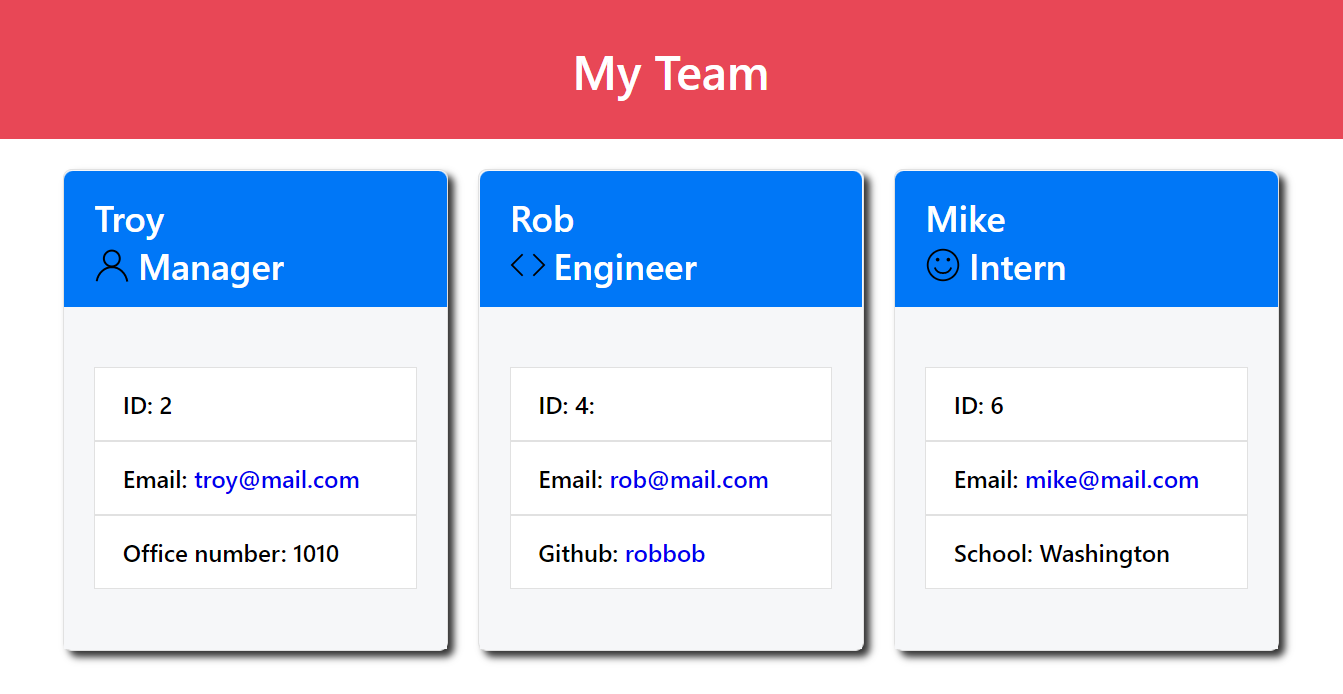 My Team
Troy
Manager
ID: 2
Email: troy@mail.com
Office number: 1010
Rob
Engineer
ID: 4:
Email: rob@mail.com
Github: robbob
Mike
Intern
ID: 6
Email: mike@mail.com
School: Washington